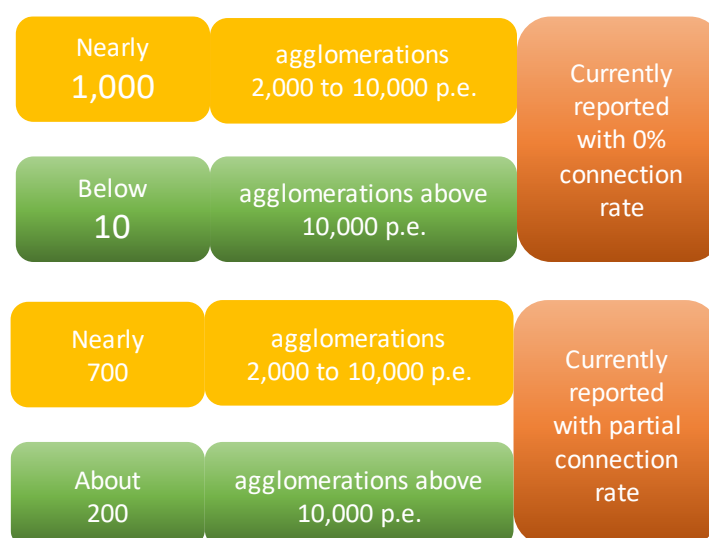 Nearly
1,000
agglomerations
2,000 to 10,000 p.e.
Currently
reported
with 0%
connection
rate
Below
10
agglomerations above
10,000 p.e.
Nearly
700
agglomerations
2,000 to 10,000 p.e.
Currently
reported
with partial
connection
rate
About
200
agglomerations above
10,000 p.e.